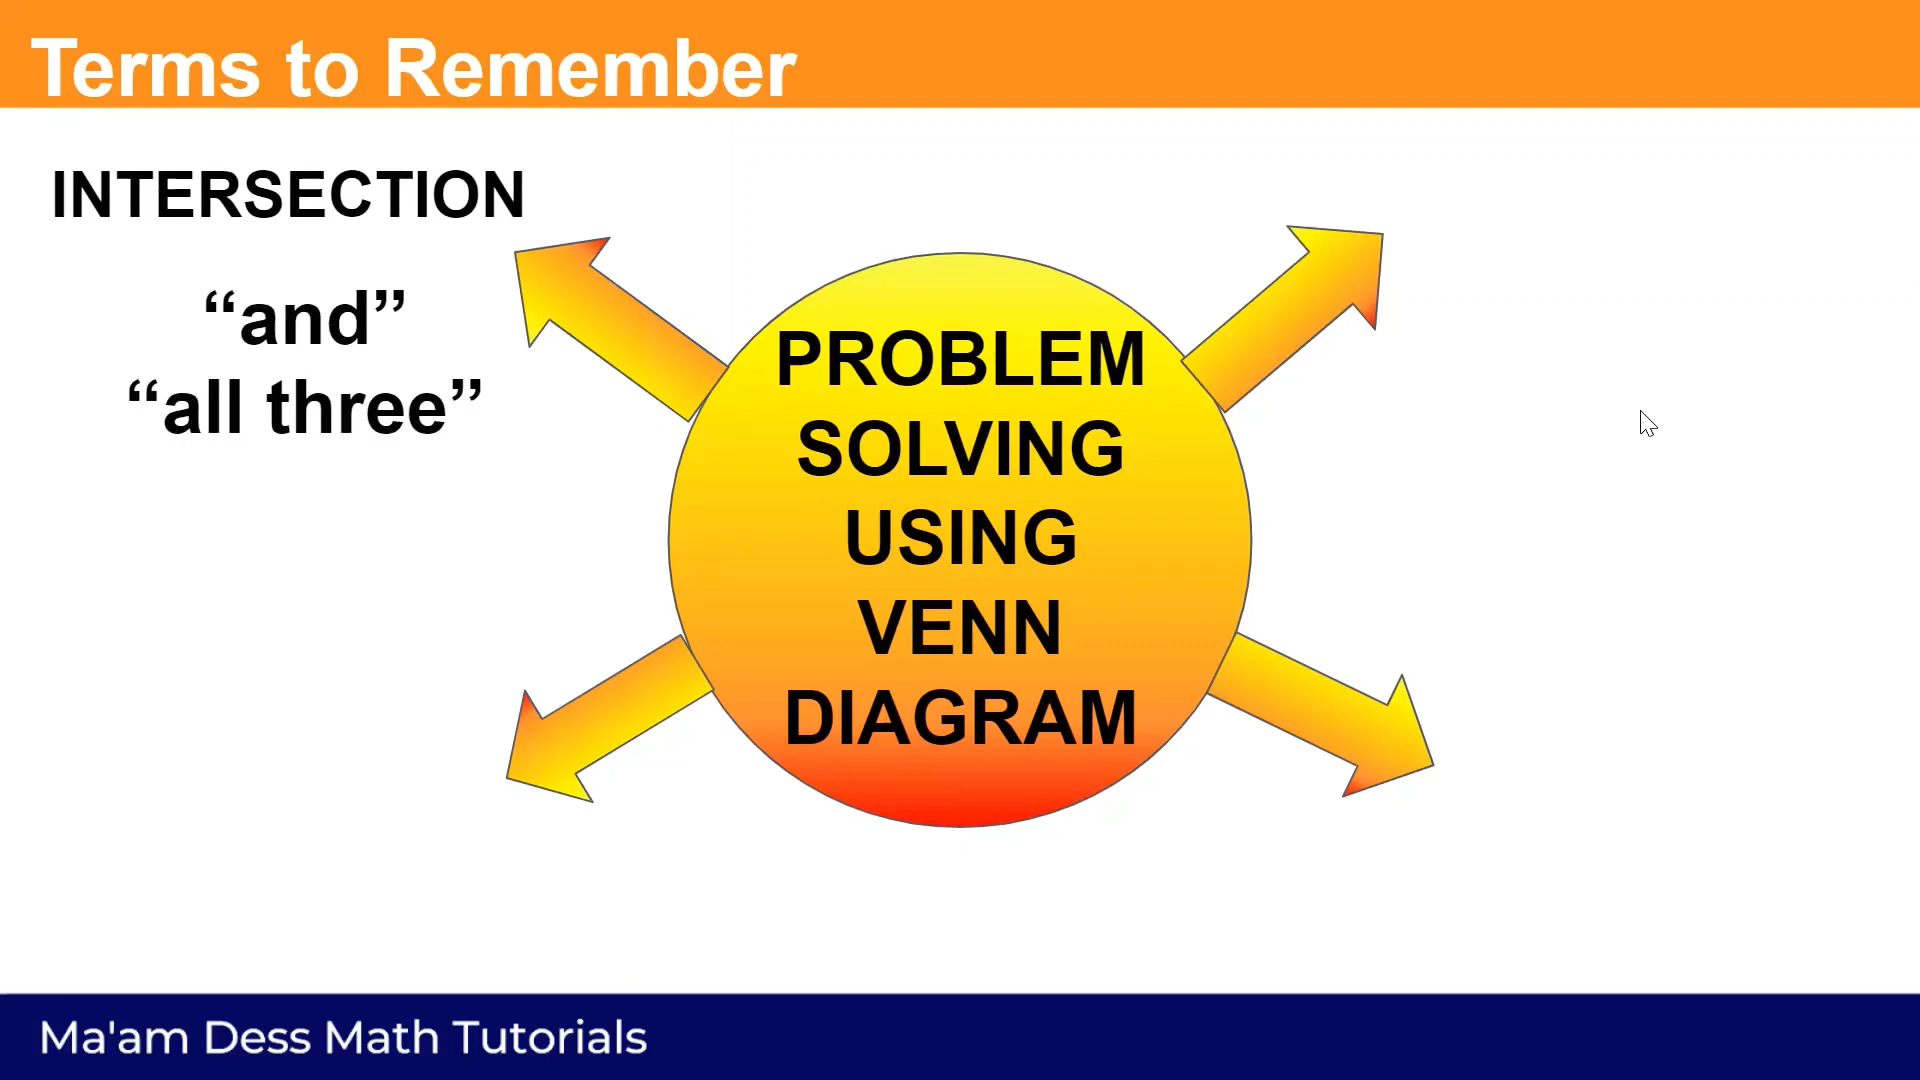 Terms to Remember
INTERSECTION
“and”
“all three”
PROBLEM
SOLVING
USING
VENN
DIAGRAM
Ma'am Dess Math Tutorials